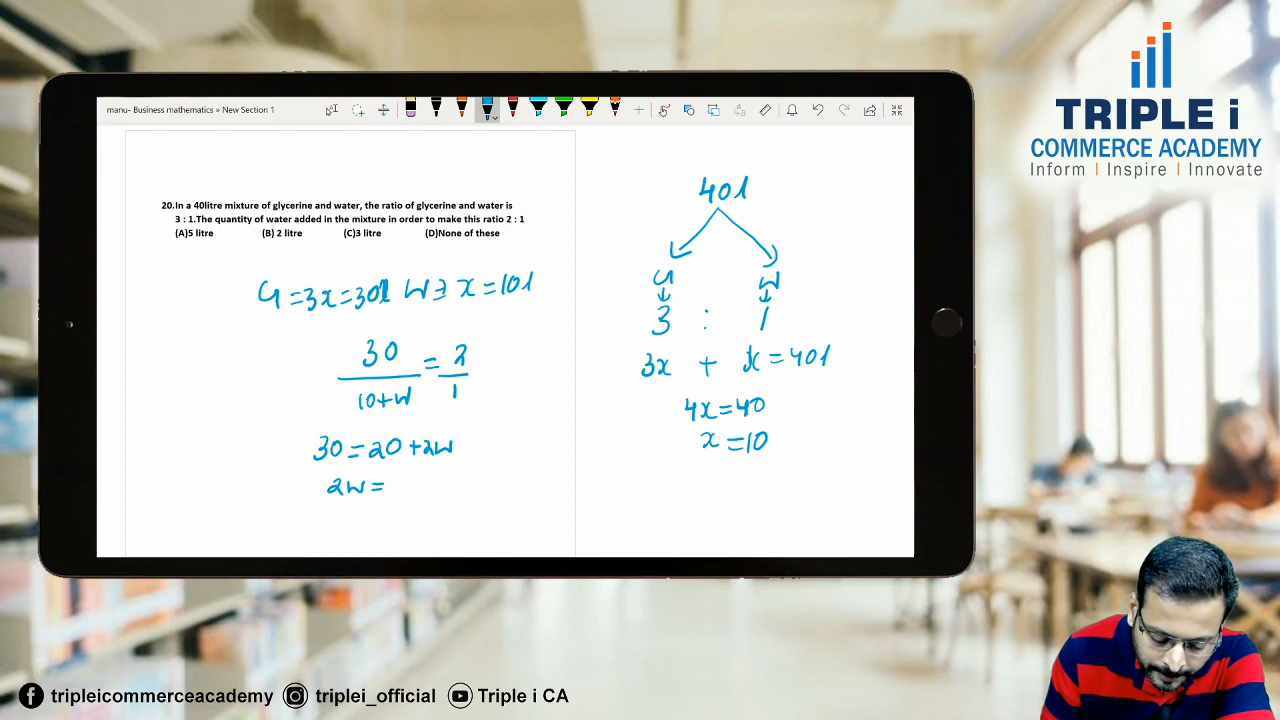 TRIPLE i
COMMERCE ACADEMY
Inform | Inspire | Innovate
manu- Business mathematics » New Section 1
20.In a 40litre mixture of glycerine and water, the ratio of glycerine and water is
3 : 1.The quantity of water added in the mixture in order to make this ratio 2 : 1
(A)5 litre (B) 2 litre (C)3 litre (D)None of these
G = 3x = 30l W ⇒ x = 10l
30 / 10+W = 2 / 1
30 = 20 + 2W
2W =
40l
G W
3 : 1
3x + x = 40l
4x = 40
x = 10
tripleicommerceacademy triplei_official Triple i CA